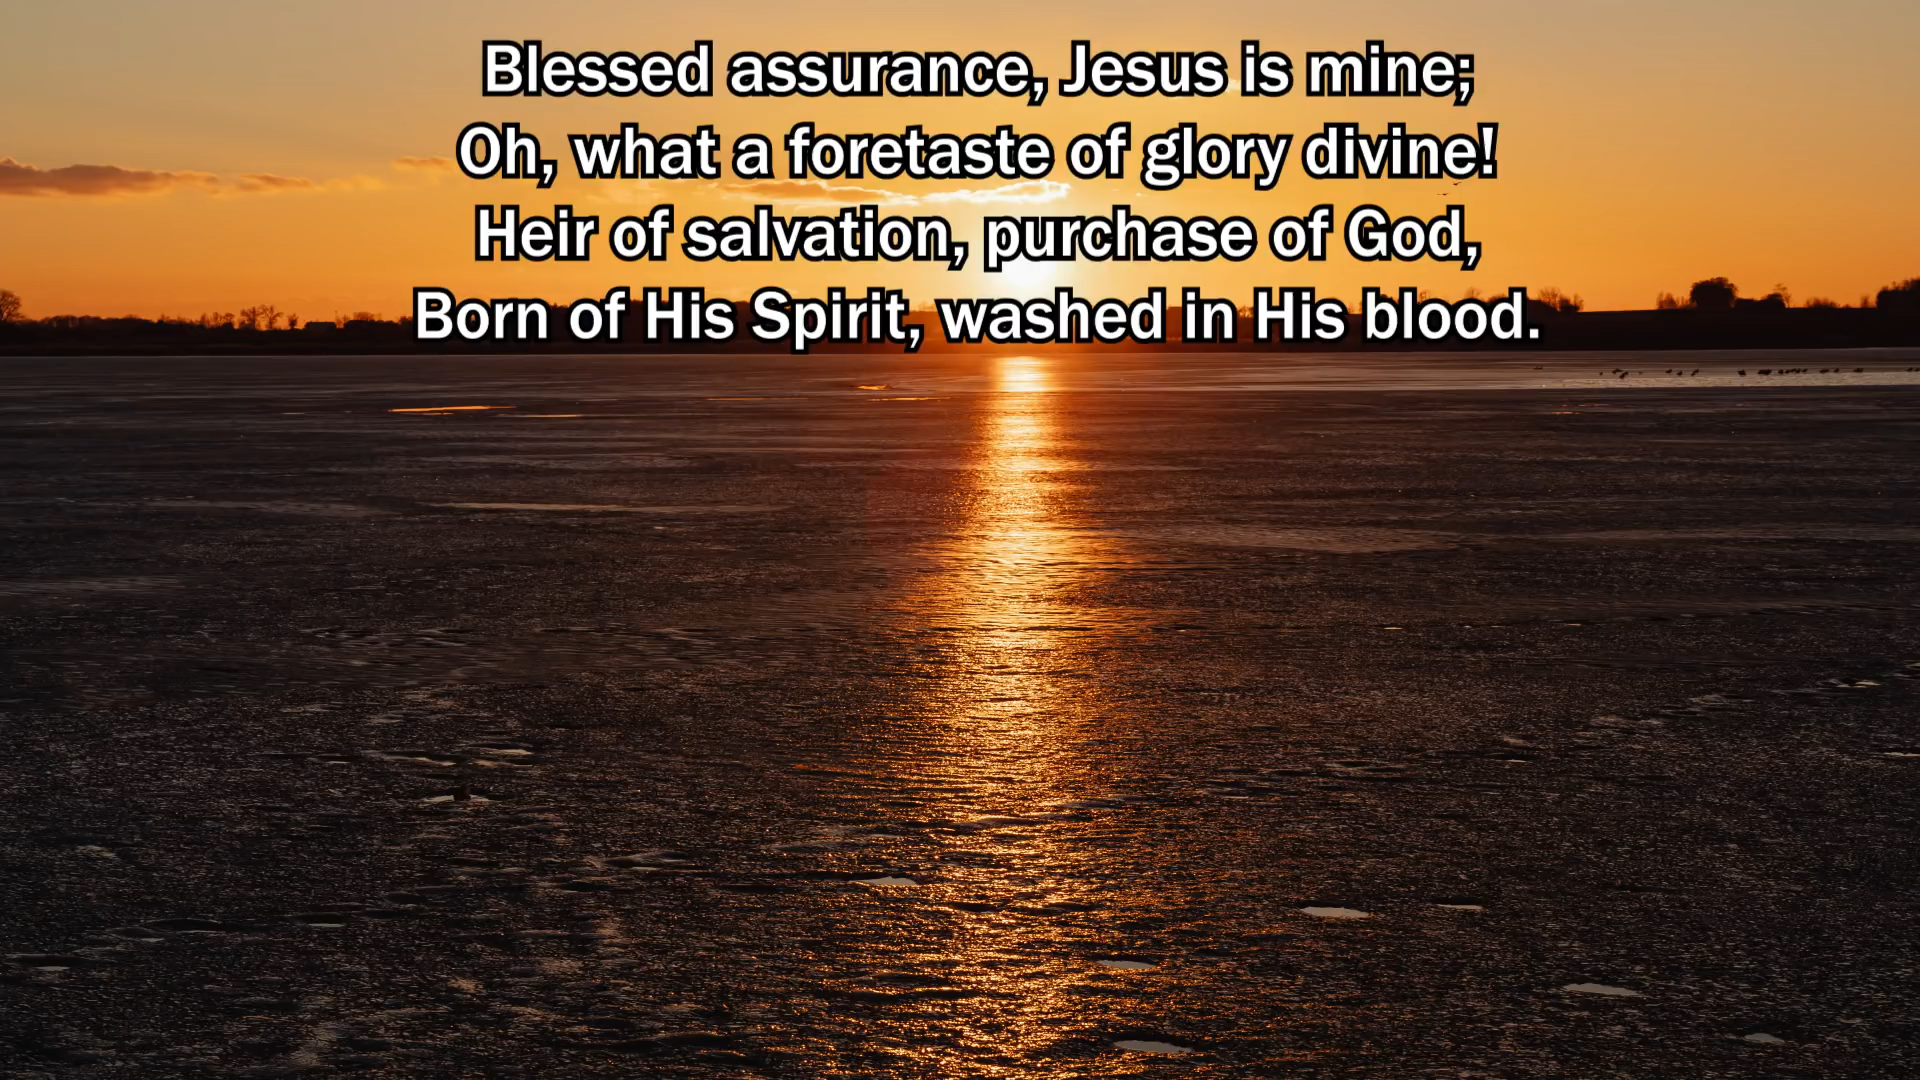 Blessed assurance, Jesus is mine;
Oh, what a foretaste of glory divine!
Heir of salvation, purchase of God,
Born of His Spirit, washed in His blood.